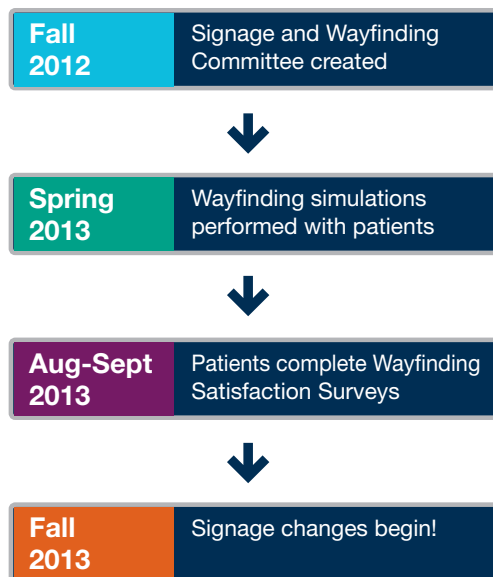 Fall
2012
Signage and Wayfinding
Committee created
Spring
2013
Wayfinding simulations
performed with patients
Aug-Sept
2013
Patients complete Wayfinding
Satisfaction Surveys
Fall
2013
Signage changes begin!